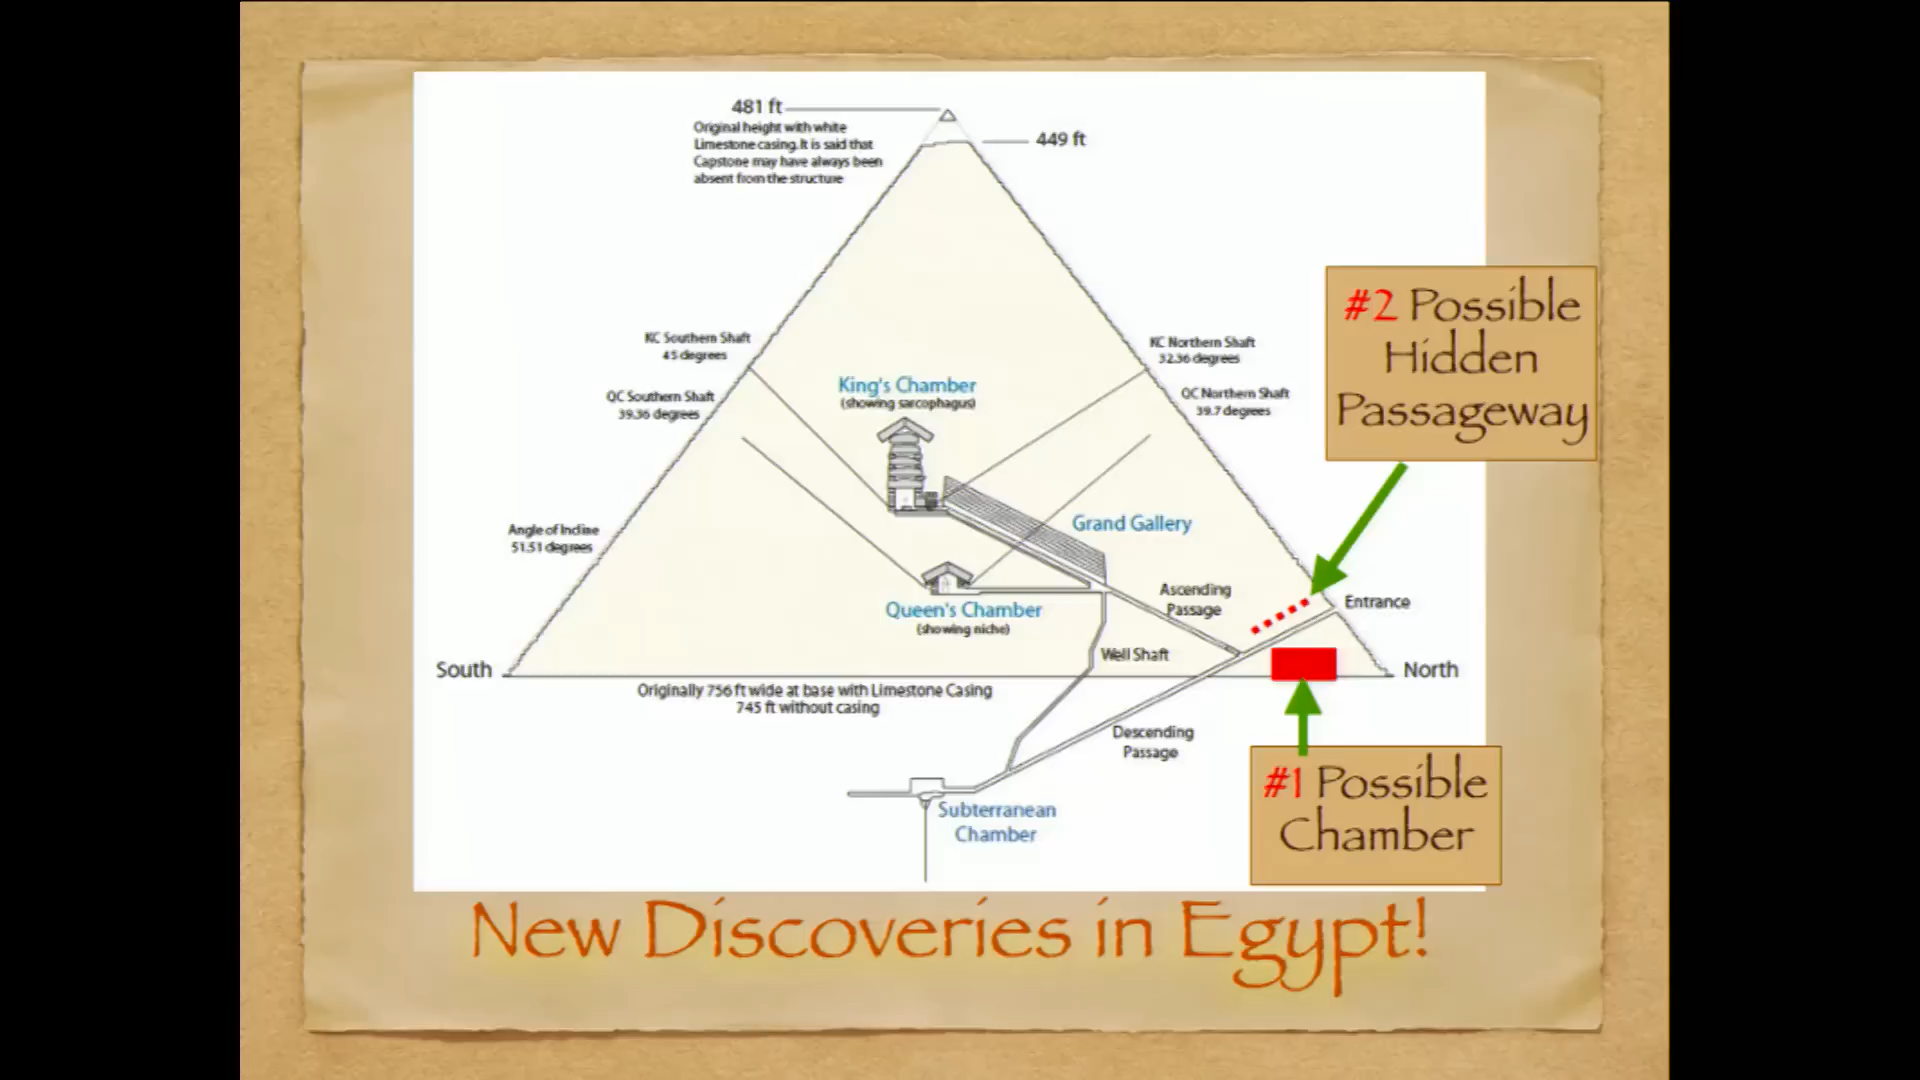 481 ft
Original height with white
Limestone casing. It is said that
Capstone may have always been
absent from the structure
449 ft
#2 Possible
Hidden
Passageway
KC Southern Shaft
45 degrees
KC Northern Shaft
32.36 degrees
QC Southern Shaft
39.36 degrees
King's Chamber
(showing sarcophagus)
QC Northern Shaft
39.7 degrees
Angle of Incline
51.51 degrees
Grand Gallery
Ascending
Passage
Entrance
Queen's Chamber
(showing niche)
Well Shaft
South
North
Originally 756 ft wide at base with Limestone Casing
745 ft without casing
Descending
Passage
#1 Possible
Chamber
Subterranean
Chamber
New Discoveries in Egypt!